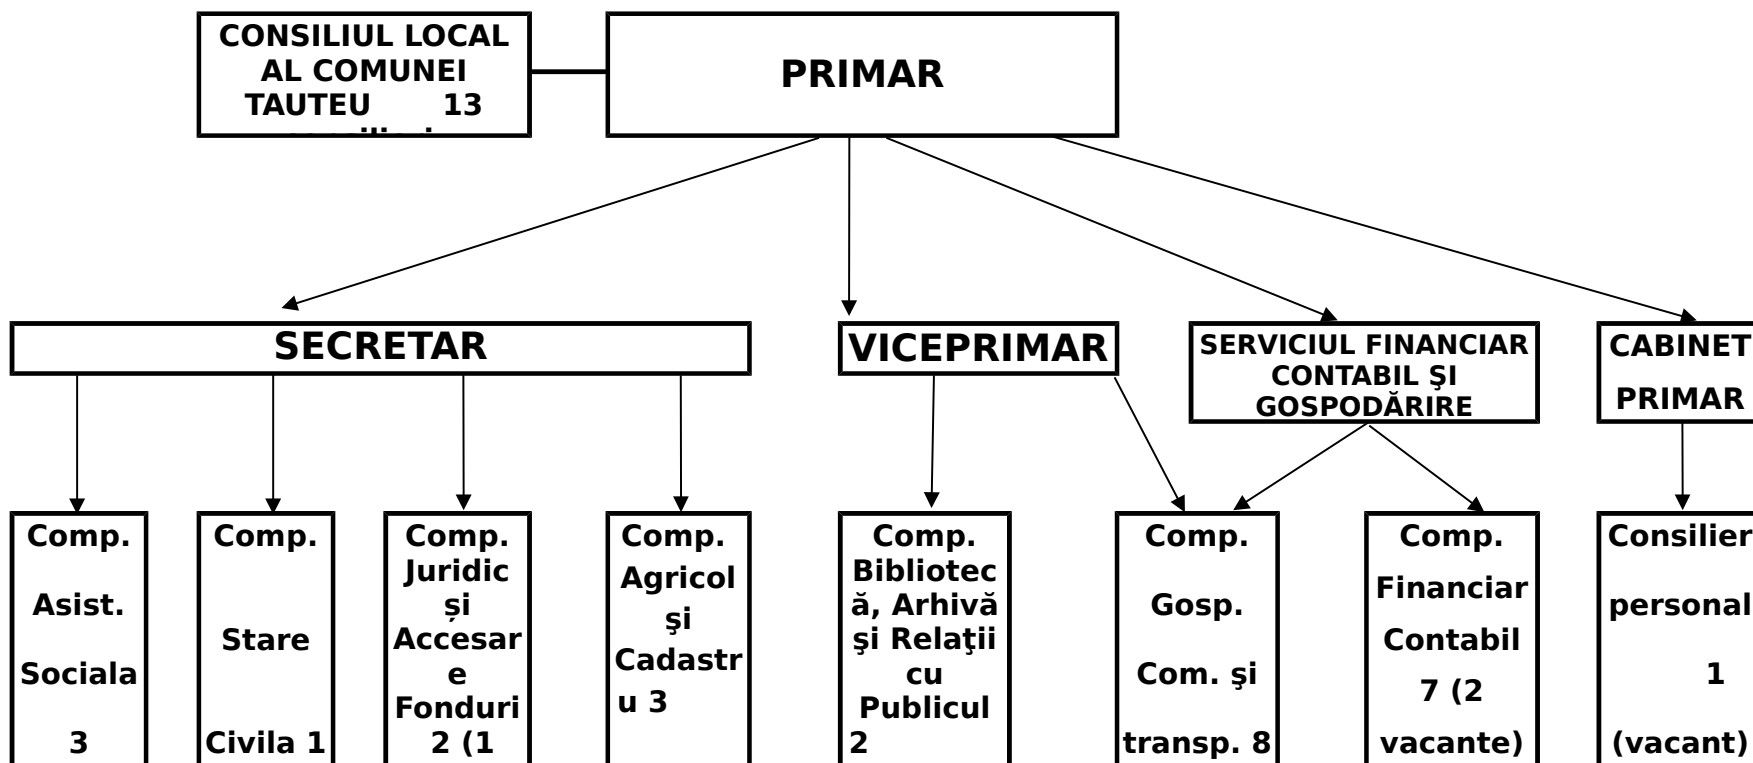 CONSILIUL LOCAL
AL COMUNEI
TAUTEU 13
PRIMAR
SECRETAR
VICEPRIMAR
SERVICIUL FINANCIAR
CONTABIL ŞI
GOSPODĂRIRE
CABINET
PRIMAR
Comp.
Asist.
Sociala
3
Comp.
Stare
Civila 1
Comp.
Juridic
și
Accesar
e
Fonduri
2 (1
Comp.
Agricol
şi
Cadastr
u 3
Comp.
Bibliotec
ă, Arhivă
şi Relaţii
cu
Publicul
2
Comp.
Gosp.
Com. şi
transp. 8
Comp.
Financiar
Contabil
7 (2
vacante)
Consilier
personal
1
(vacant)